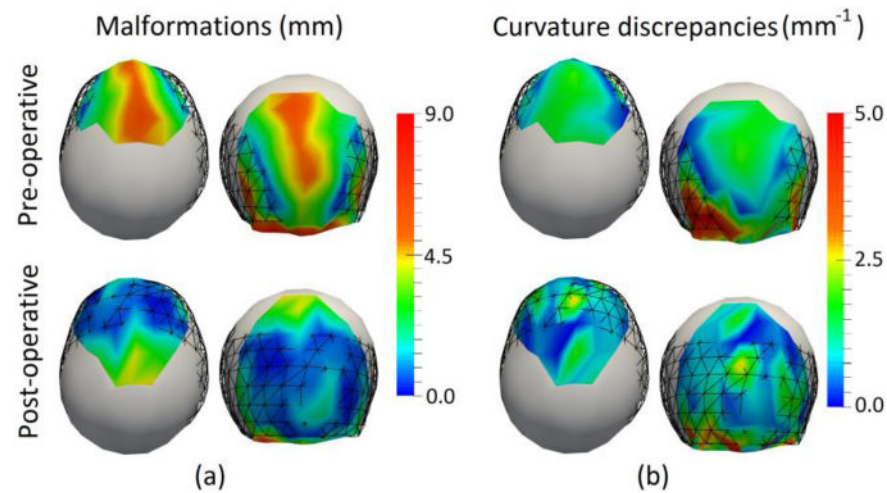 Malformations (mm)
Curvature discrepancies (mm⁻¹)
Pre-operative
Post-operative
9.0
4.5
0.0
5.0
2.5
0.0
(a)
(b)